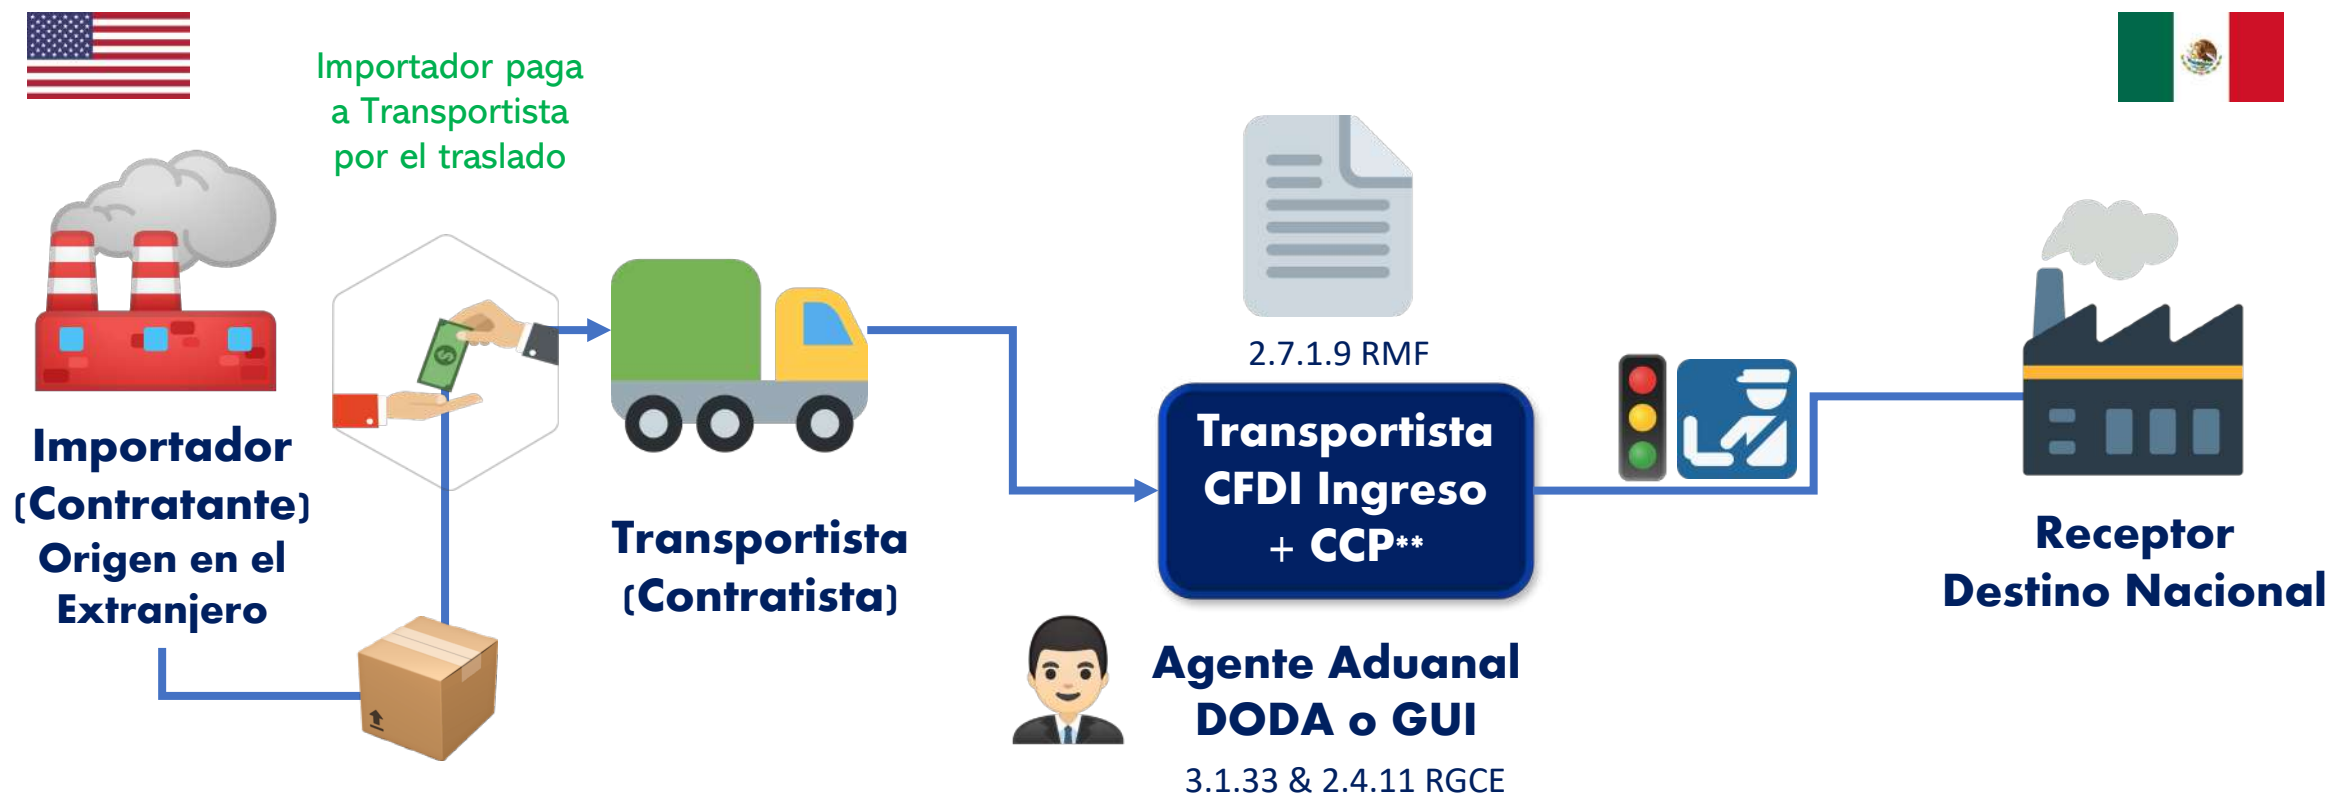 Importador paga
a Transportista
por el traslado
Importador
(Contratante)
Origen en el
Extranjero
Transportista
(Contratista)
2.7.1.9 RMF
Transportista
CFDI Ingreso
+ CCP**
Agente Aduanal
DODA o GUI
3.1.33 & 2.4.11 RGCE
Receptor
Destino Nacional